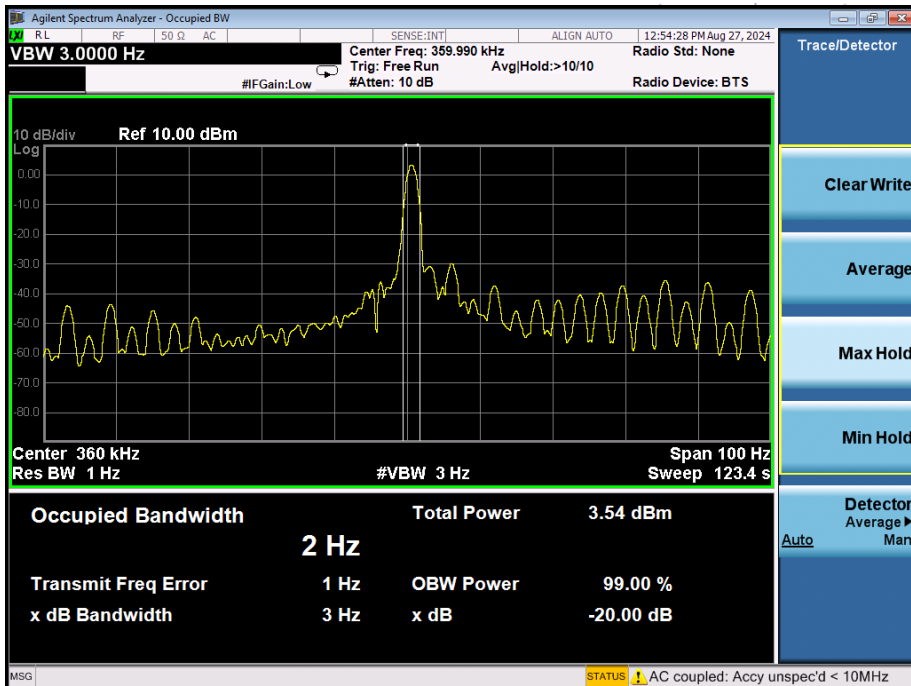 Agilent Spectrum Analyzer - Occupied BW
LXI RL RF 50 Ω AC SENSE:INT ALIGN AUTO 12:54:28 PM Aug 27, 2024
VBW 3.0000 Hz
Center Freq: 359.990 kHz
Radio Std: None
Trig: Free Run Avg|Hold:>10/10
#IFGain:Low
#Atten: 10 dB
Radio Device: BTS
10 dB/div Ref 10.00 dBm
Log
0.00
-10.0
-20.0
-30.0
-40.0
-50.0
-60.0
-70.0
-80.0
Center 360 kHz
Span 100 Hz
Res BW 1 Hz
#VBW 3 Hz
Sweep 123.4 s
Occupied Bandwidth
Total Power 3.54 dBm
2 Hz
Transmit Freq Error 1 Hz
OBW Power 99.00 %
x dB Bandwidth 3 Hz
x dB -20.00 dB
Trace/Detector
Clear Write
Average
Max Hold
Min Hold
Detector
Average▶
Auto Man
MSG
STATUS AC coupled: Accy unspec'd < 10MHz